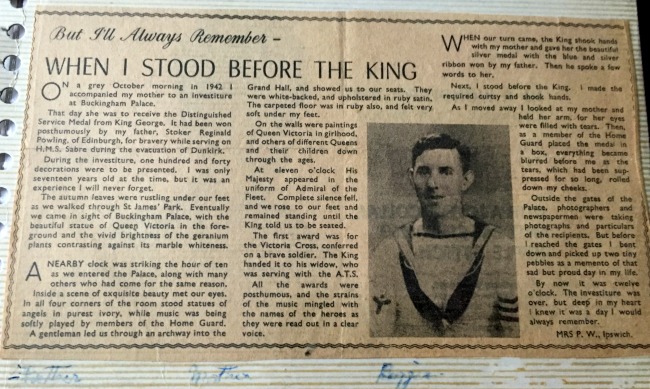 But I'll Always Remember —
WHEN I STOOD BEFORE THE KING
ON a grey October morning in 1942 I
accompanied my mother to an investiture
at Buckingham Palace.
That day she was to receive the Distinguished
Service Medal from King George. It had been
won posthumously by my father, Stoker Reginald
Powling, of Edinburgh, for bravery while serving on
H.M.S. Sabre during the evacuation of Dunkirk.
During the investiture, one hundred and forty
decorations were to be presented. I was only
seventeen years old at the time, but it was an
experience I will never forget.
The autumn leaves were rustling under our feet
as we walked through St James' Park. Eventually
we came in sight of Buckingham Palace, with the
beautiful statue of Queen Victoria in the fore-
ground and the vivid brightness of the geranium
plants contrasting against its marble whiteness.
A NEARBY clock was striking the hour of ten
as we entered the Palace, along with many
others who had come for the same reason.
Inside a scene of exquisite beauty met our eyes.
In all four corners of the room stood statues of
angels in purest ivory, while music was being
softly played by members of the Home Guard.
A gentleman led us through an archway into the
Grand Hall, and showed us to our seats. They
were white-backed, and upholstered in ruby satin.
The carpeted floor was in ruby also, and felt very
soft under my feet.
On the walls were paintings
of Queen Victoria in girlhood,
and others of different Queens
and their children down
through the ages.
At eleven o'clock His
Majesty appeared in the
uniform of Admiral of the
Fleet. Complete silence fell,
and we rose to our feet and
remained standing until the
King told us to be seated.
The first award was for
the Victoria Cross, conferred
on a brave soldier. The King
handed it to his widow, who
was serving with the A.T.S.
All the awards were
posthumous, and the strains
of the music mingled with
the names of the heroes as
they were read out in a clear
voice.
WHEN our turn came, the King shook hands
with my mother and gave her the beautiful
silver medal with the blue and silver
ribbon won by my father. Then he spoke a few
words to her.
Next, I stood before the King. I made the
required curtsy and shook hands.
As I moved away I looked at my mother and
held her arm, for her eyes
were filled with tears. Then,
as a member of the Home
Guard placed the medal in
a box, everything became
blurred before me as the
tears, which had been sup-
pressed for so long, rolled
down my cheeks.
Outside the gates of the
Palace, photographers and
newspapermen were taking
photographs and particulars
of the recipients. But before
I reached the gates I bent
down and picked up two tiny
pebbles as a memento of that
sad but proud day in my life.
By now it was twelve
o'clock. The investiture was
over, but deep in my heart
I knew it was a day I would
always remember.
MRS P. W., Ipswich.
Mother
Reggie